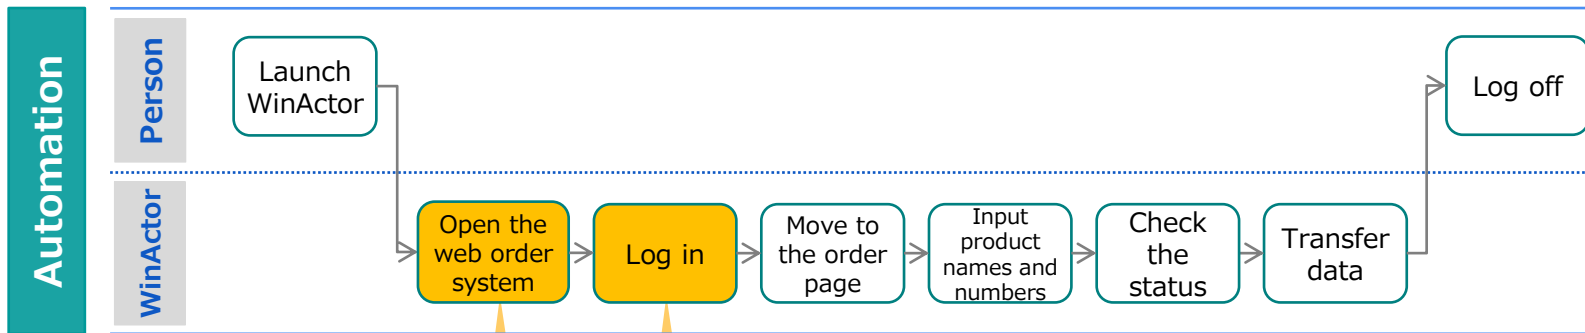 Automation
Person
Launch
WinActor
Log off
WinActor
Open the
web order
system
Log in
Move to
the order
page
Input
product
names and
numbers
Check
the
status
Transfer
data